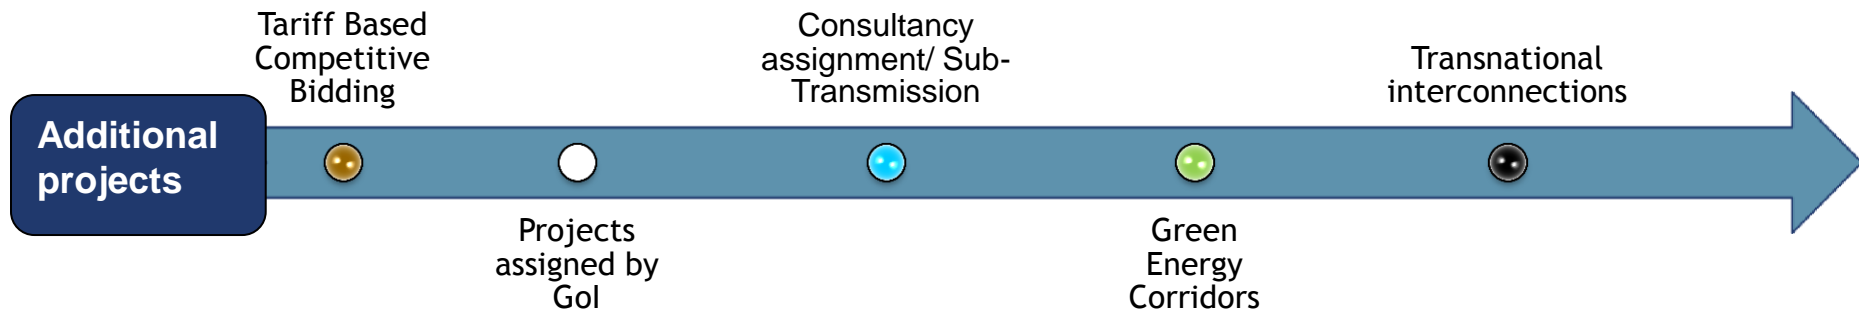 Additional
projects
Tariff Based
Competitive
Bidding
Projects
assigned by
GoI
Consultancy
assignment/ Sub-
Transmission
Green
Energy
Corridors
Transnational
interconnections